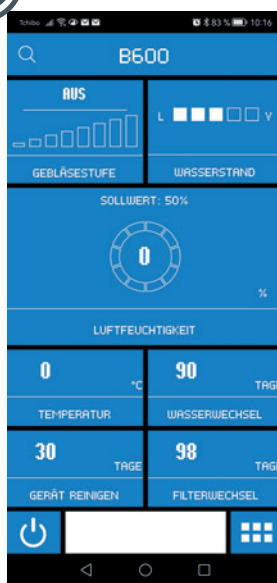 Tchibo 83 % 10:16
B600
AUS
L V
GEBLÄSESTUFE WASSERSTAND
SOLLWERT: 50%
0
%
LUFTFEUCHTIGKEIT
0 °C 90 TAGE
TEMPERATUR WASSERWECHSEL
30 TAGE 98 TAGE
GERÄT REINIGEN FILTERWECHSEL